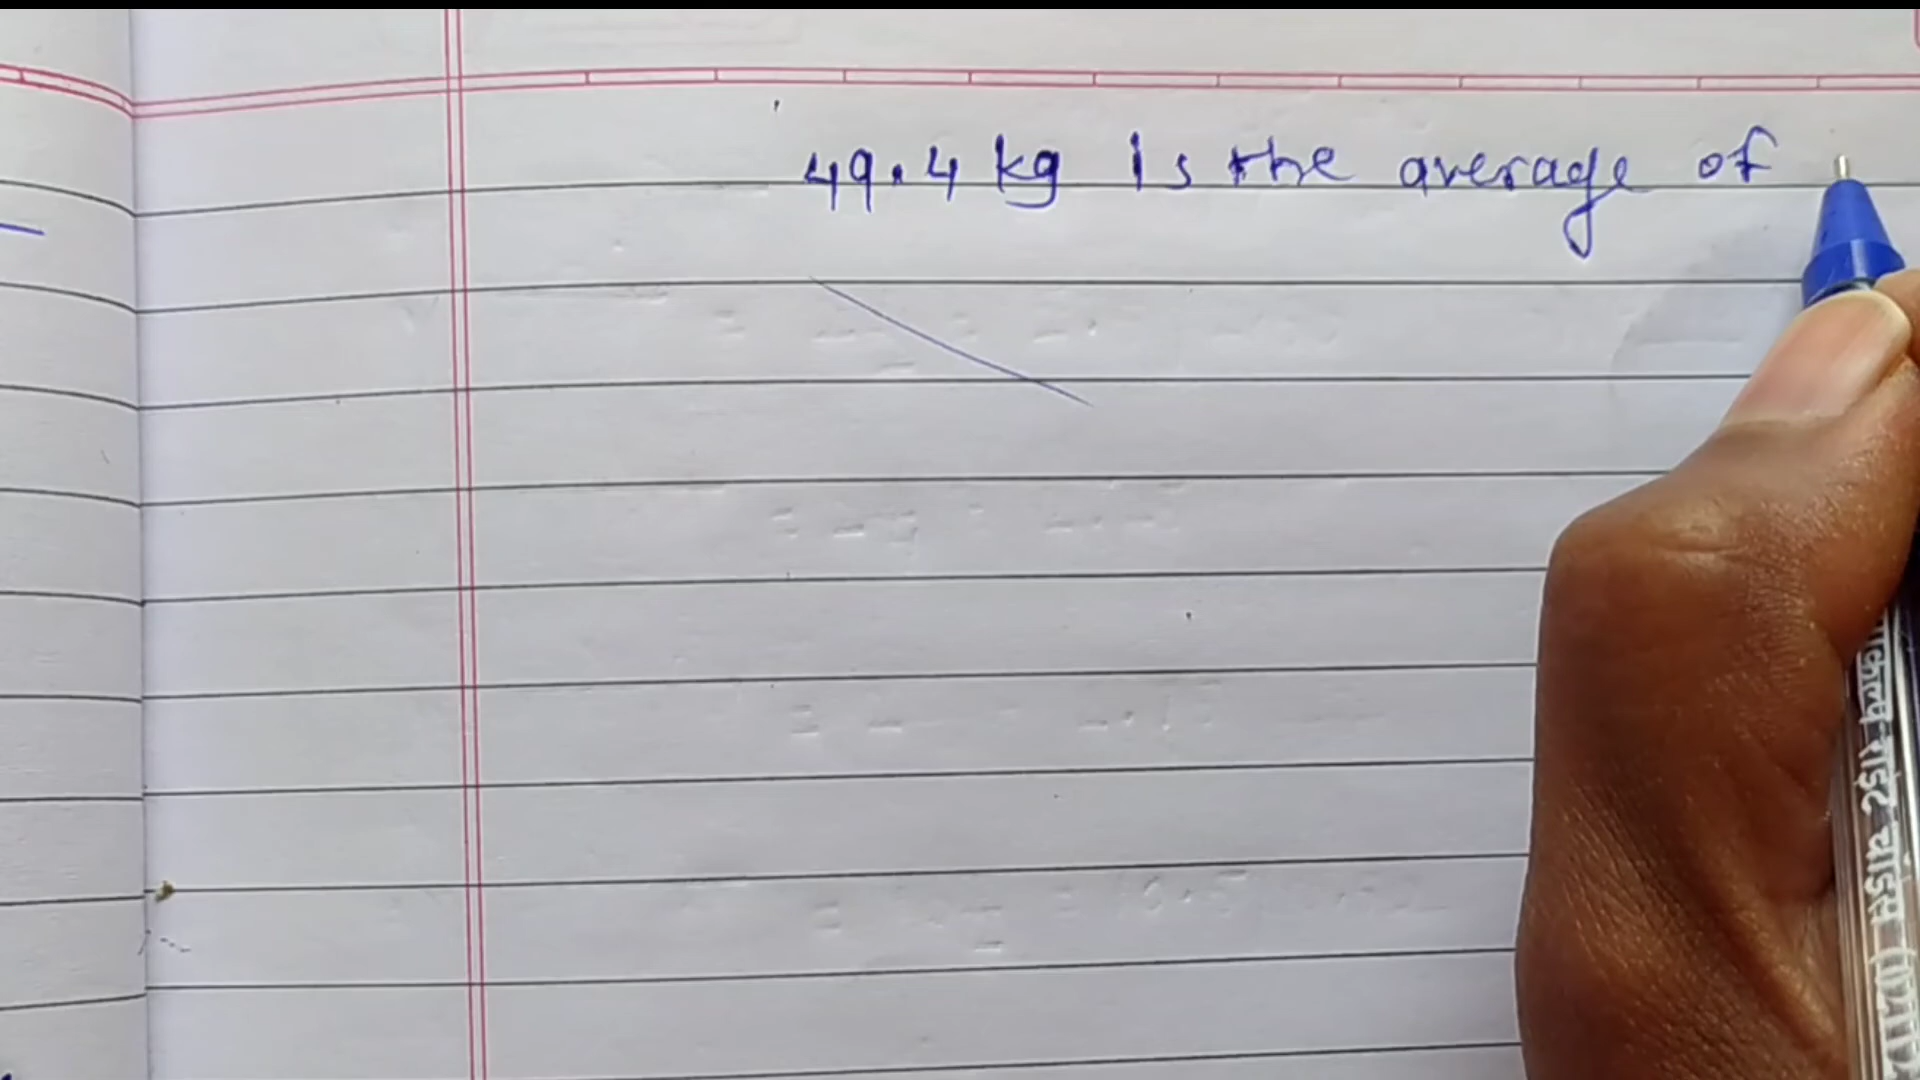 49.4 kg is the average of